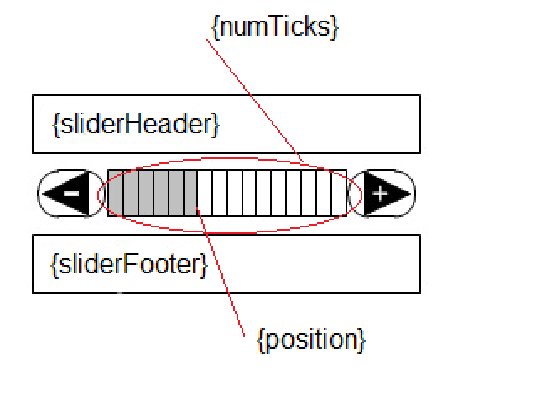 {numTicks}
{sliderHeader}
- +
{sliderFooter}
{position}